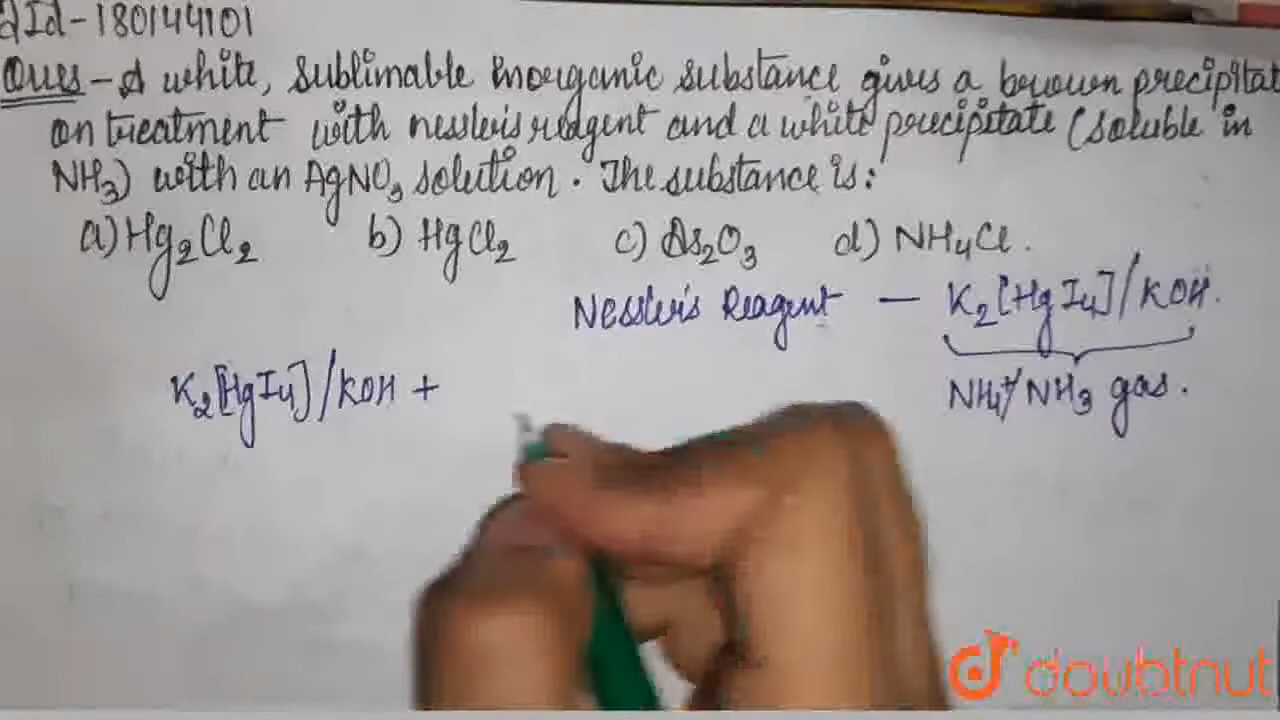 dId-180144101
Ques - A white, sublimable inorganic substance gives a brown precipitat
on treatment with nessler's reagent and a white precipitate (soluble in
NH3) with an AgNO3 solution. The substance is:
a) Hg2Cl2 b) HgCl2 c) As2O3 d) NH4Cl.
Nessler's Reagent — K2[HgI4]/KOH.
K2[HgI4]/KOH +
NH4+/NH3 gas.
doubtnut